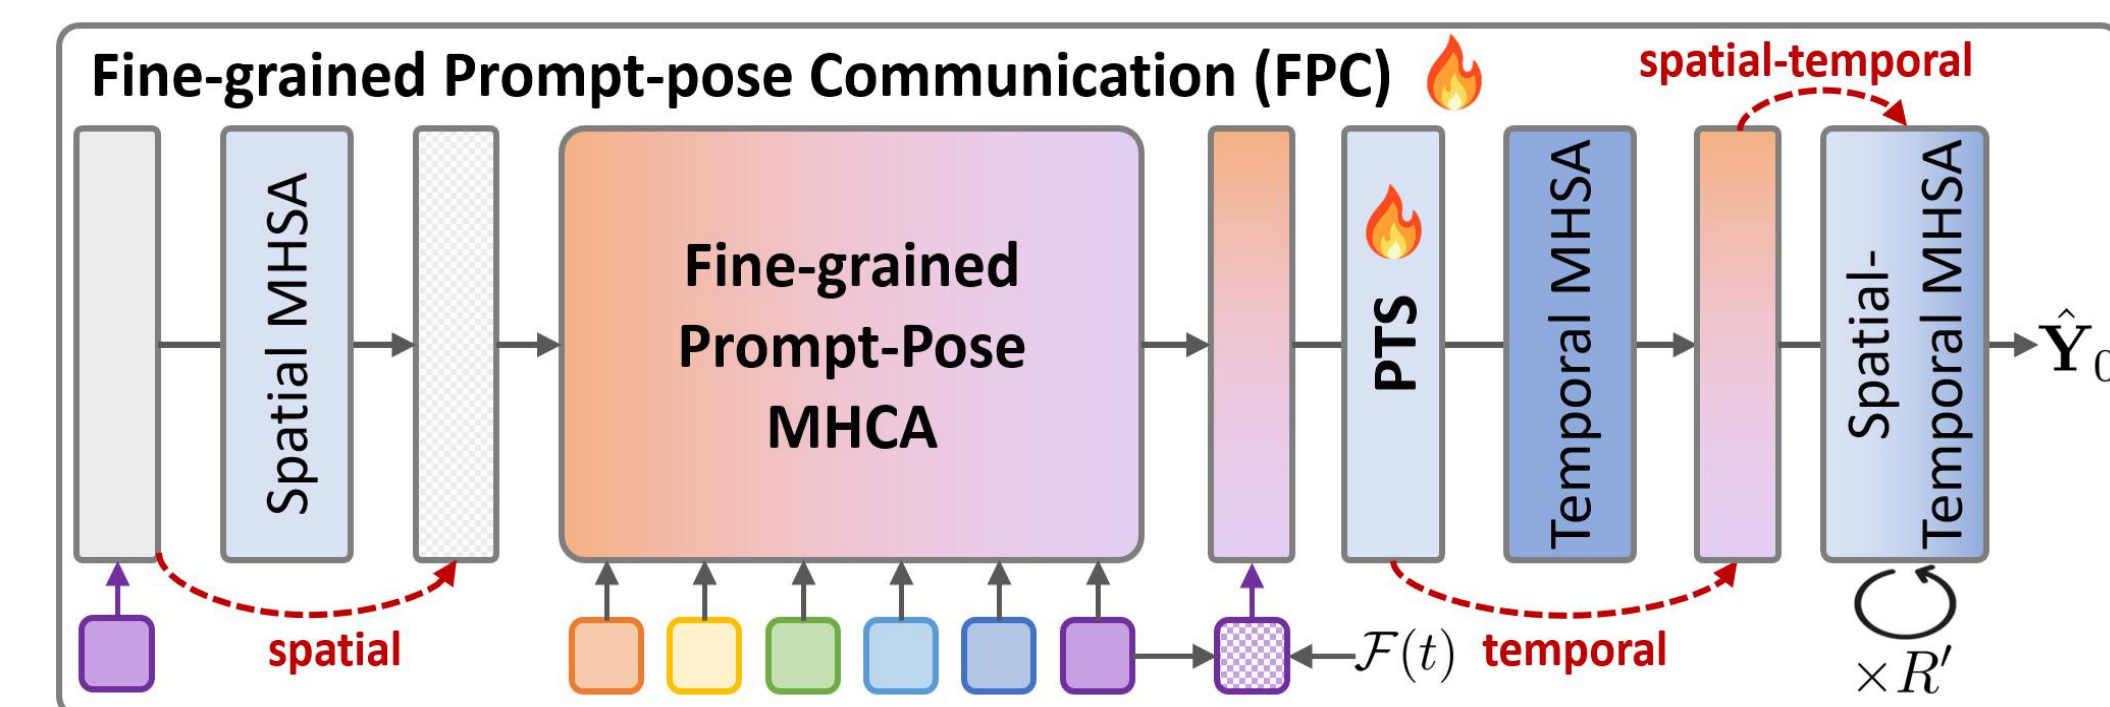 Fine-grained Prompt-pose Communication (FPC)
spatial-temporal
Spatial MHSA
Fine-grained
Prompt-Pose
MHCA
PTS
Temporal MHSA
Spatial-
Temporal MHSA
Ŷ₀
spatial
F(t)
temporal
×R′